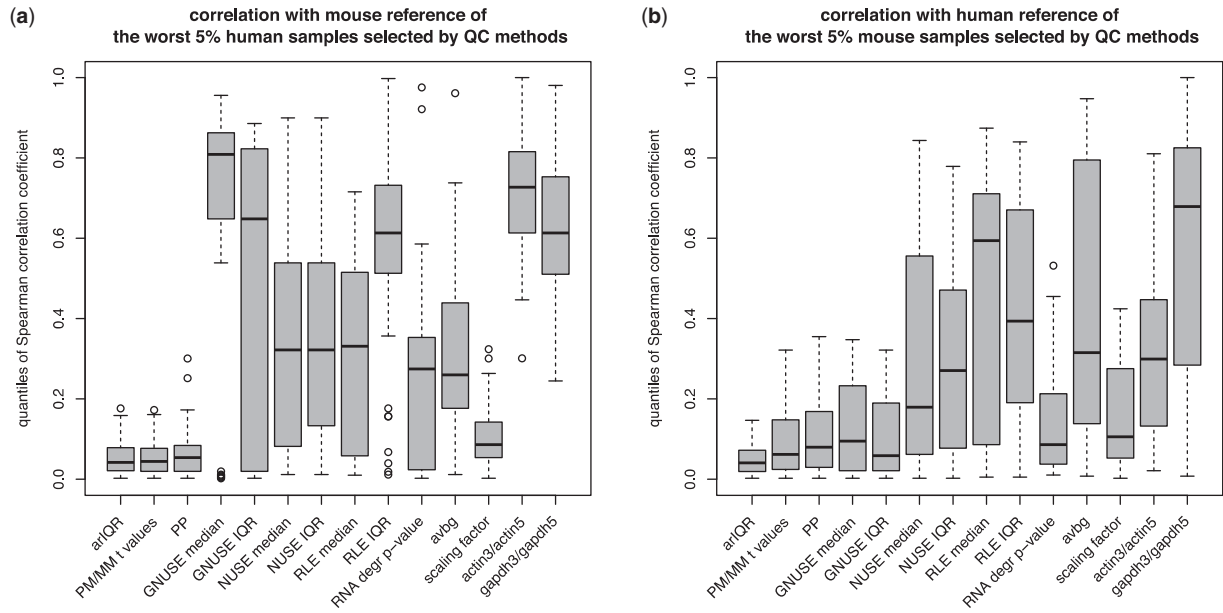 (a)
correlation with mouse reference of
the worst 5% human samples selected by QC methods
quantiles of Spearman correlation coefficient
1.0
0.8
0.6
0.4
0.2
0.0
arIQR
PM/MM t values
PP
GNUSE median
GNUSE IQR
NUSE median
NUSE IQR
RLE median
RLE IQR
RNA degr p-value
avbg
scaling factor
actin3/actin5
gapdh3/gapdh5
(b)
correlation with human reference of
the worst 5% mouse samples selected by QC methods
quantiles of Spearman correlation coefficient
1.0
0.8
0.6
0.4
0.2
0.0
arIQR
PM/MM t values
PP
GNUSE median
GNUSE IQR
NUSE median
NUSE IQR
RLE median
RLE IQR
RNA degr p-value
avbg
scaling factor
actin3/actin5
gapdh3/gapdh5